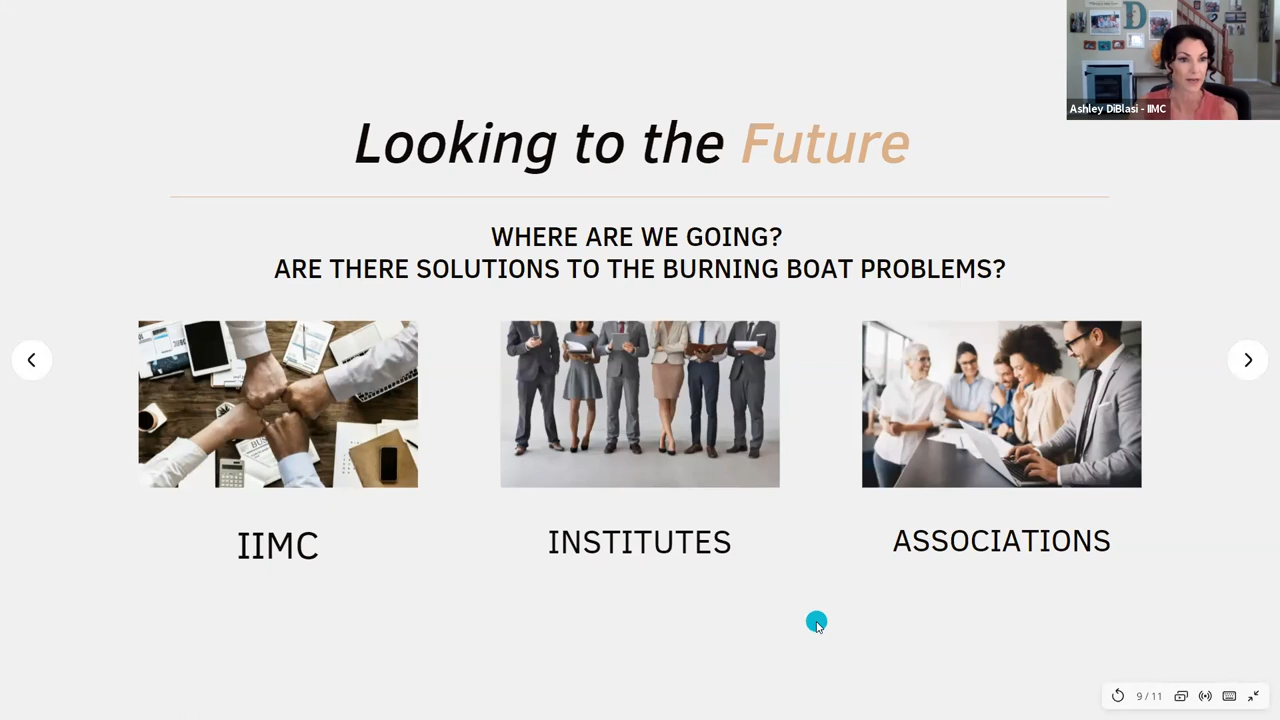 Ashley DiBlasi - IIMC
Looking to the Future
WHERE ARE WE GOING?
ARE THERE SOLUTIONS TO THE BURNING BOAT PROBLEMS?
IIMC
INSTITUTES
ASSOCIATIONS
9 / 11